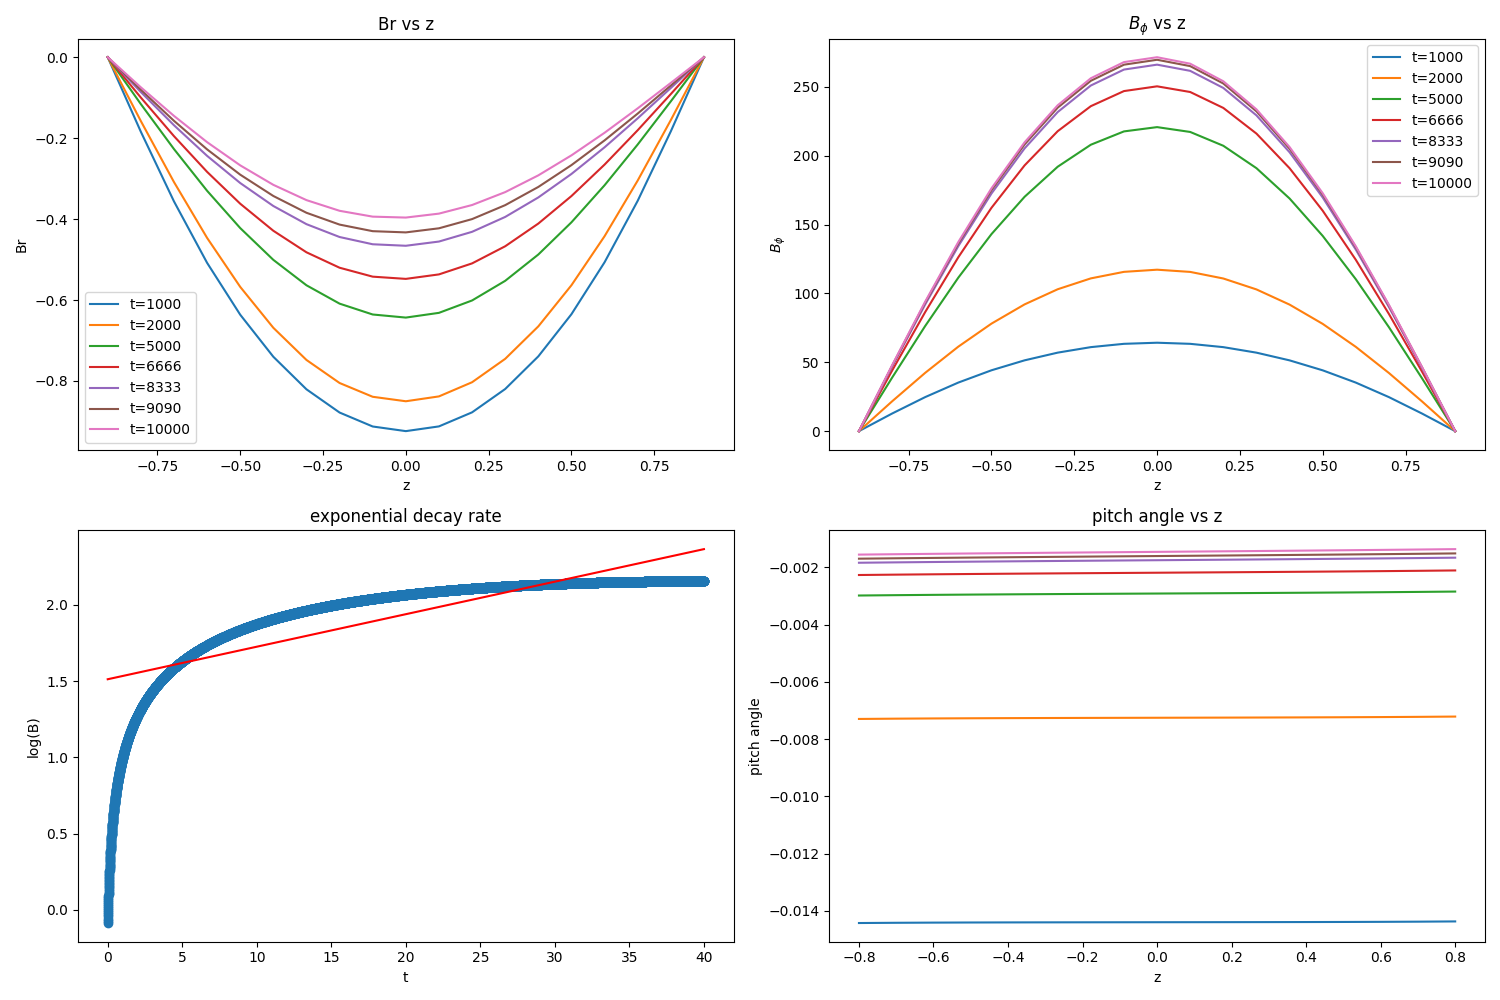 Br vs z
0.0
−0.2
−0.4
−0.6
−0.8
Br
t=1000
t=2000
t=5000
t=6666
t=8333
t=9090
t=10000
−0.75
−0.50
−0.25
0.00
0.25
0.50
0.75
z
$B_\phi$ vs z
250
200
150
100
50
0
$B_\phi$
t=1000
t=2000
t=5000
t=6666
t=8333
t=9090
t=10000
−0.75
−0.50
−0.25
0.00
0.25
0.50
0.75
z
exponential decay rate
2.0
1.5
1.0
0.5
0.0
log(B)
0
5
10
15
20
25
30
35
40
t
pitch angle vs z
−0.002
−0.004
−0.006
−0.008
−0.010
−0.012
−0.014
pitch angle
−0.8
−0.6
−0.4
−0.2
0.0
0.2
0.4
0.6
0.8
z